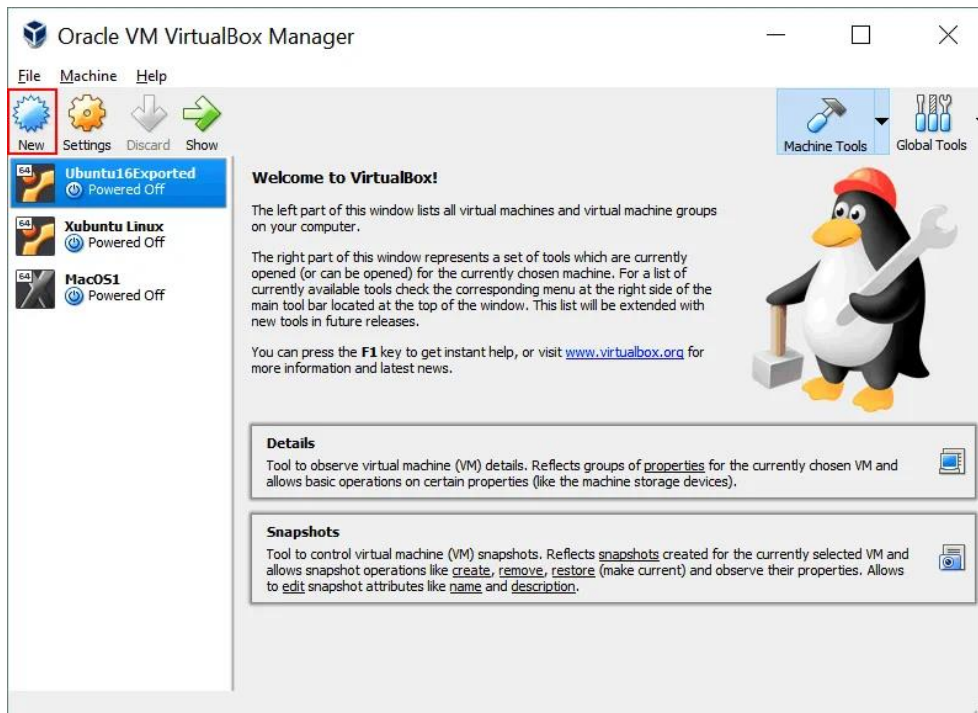 Oracle VM VirtualBox Manager
File Machine Help
New Settings Discard Show
Machine Tools Global Tools
64 Ubuntu16Exported
Powered Off
64 Xubuntu Linux
Powered Off
64 MacOS1
Powered Off
Welcome to VirtualBox!
The left part of this window lists all virtual machines and virtual machine groups
on your computer.
The right part of this window represents a set of tools which are currently
opened (or can be opened) for the currently chosen machine. For a list of
currently available tools check the corresponding menu at the right side of the
main tool bar located at the top of the window. This list will be extended with
new tools in future releases.
You can press the F1 key to get instant help, or visit www.virtualbox.org for
more information and latest news.
Details
Tool to observe virtual machine (VM) details. Reflects groups of properties for the currently chosen VM and
allows basic operations on certain properties (like the machine storage devices).
Snapshots
Tool to control virtual machine (VM) snapshots. Reflects snapshots created for the currently selected VM and
allows snapshot operations like create, remove, restore (make current) and observe their properties. Allows
to edit snapshot attributes like name and description.